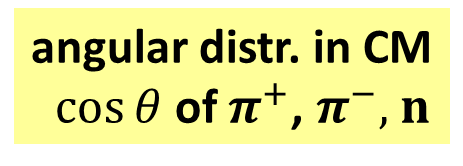 angular distr. in CM
cos θ of π⁺, π⁻, n